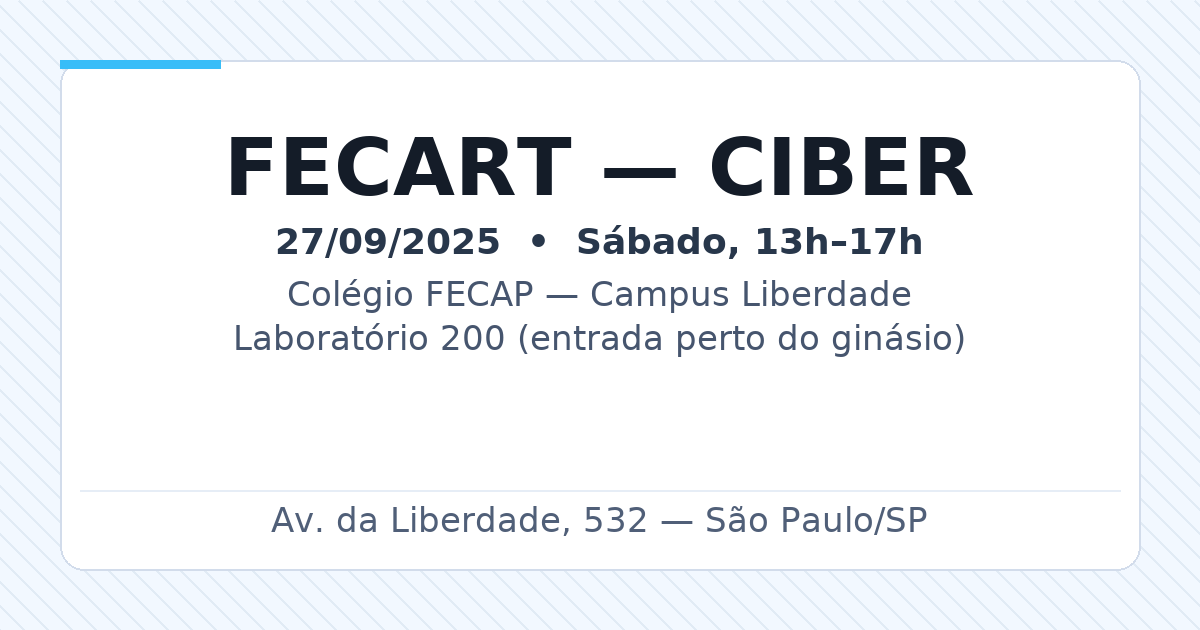 FECART — CIBER
27/09/2025 • Sábado, 13h–17h
Colégio FECAP — Campus Liberdade
Laboratório 200 (entrada perto do ginásio)
Av. da Liberdade, 532 — São Paulo/SP